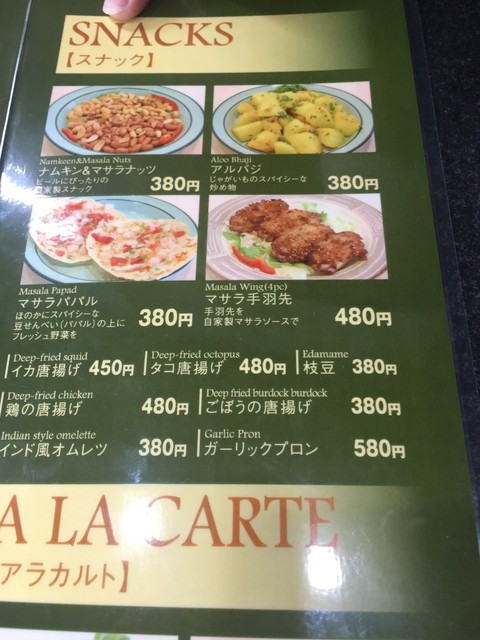 SNACKS
【スナック】
Namkeen&Masala Nuts
ナムキン&マサラナッツ
ビールにぴったりの
自家製スナック
380円
Aloo Bhaji
アルバジ
じゃがいものスパイシーな
炒め物
380円
Masala Papad
マサラパパル
ほのかにスパイシーな
豆せんべい(パパル)の上に
フレッシュ野菜を
380円
Masala Wing(4pc)
マサラ手羽先
手羽先を
自家製マサラソースで
480円
Deep-fried squid
イカ唐揚げ 450円
Deep-fried octopus
タコ唐揚げ 480円
Edamame
枝豆 380円
Deep-fried chicken
鶏の唐揚げ 480円
Deep fried burdock burdock
ごぼうの唐揚げ 380円
Indian style omelette
インド風オムレツ 380円
Garlic Pron
ガーリックプロン 580円
A LA CARTE
アラカルト】